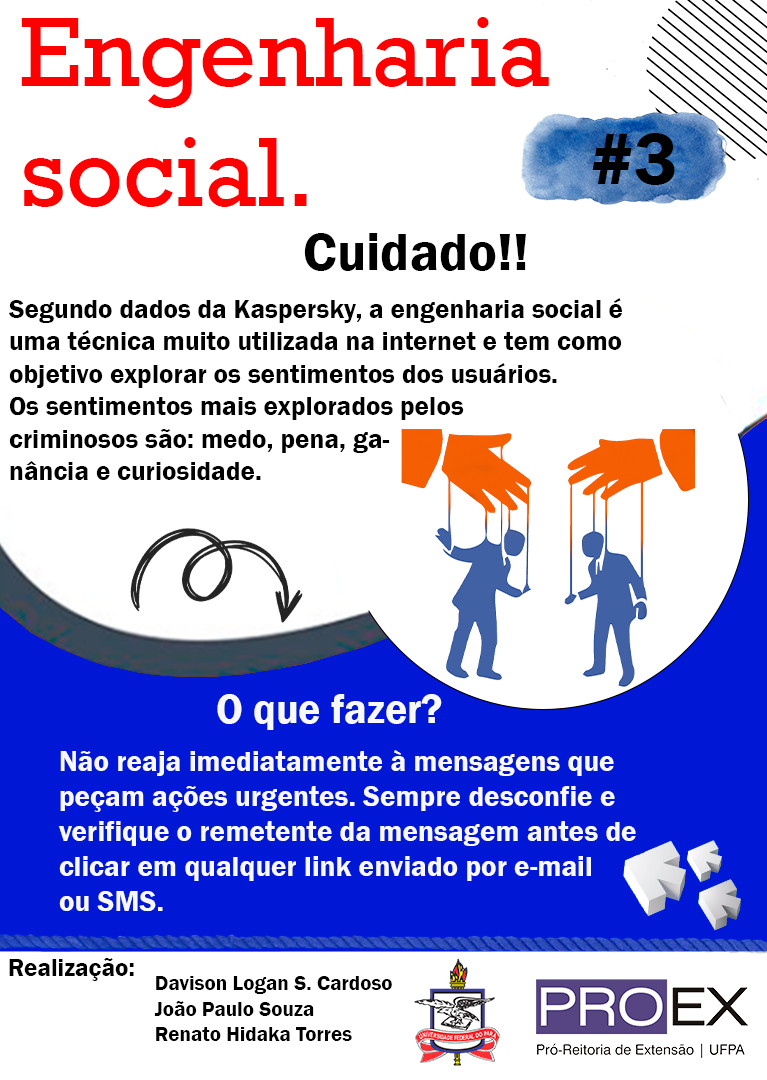 Engenharia
social.
#3
Cuidado!!
Segundo dados da Kaspersky, a engenharia social é
uma técnica muito utilizada na internet e tem como
objetivo explorar os sentimentos dos usuários.
Os sentimentos mais explorados pelos
criminosos são: medo, pena, ga-
nância e curiosidade.
O que fazer?
Não reaja imediatamente à mensagens que
peçam ações urgentes. Sempre desconfie e
verifique o remetente da mensagem antes de
clicar em qualquer link enviado por e-mail
ou SMS.
Realização:
Davison Logan S. Cardoso
João Paulo Souza
Renato Hidaka Torres
UNIVERSIDADE FEDERAL DO PARÁ
PROEX
Pró-Reitoria de Extensão | UFPA